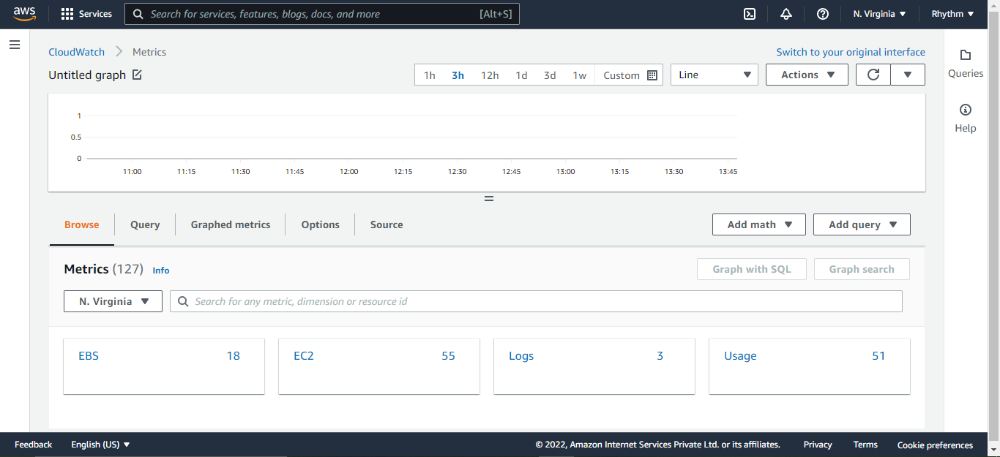 aws Services Search for services, features, blogs, docs, and more [Alt+S] N. Virginia Rhythm
CloudWatch Metrics Switch to your original interface
Untitled graph 1h 3h 12h 1d 3d 1w Custom Line Actions
Queries
Help
1
0.5
0
11:00 11:15 11:30 11:45 12:00 12:15 12:30 12:45 13:00 13:15 13:30 13:45
Browse Query Graphed metrics Options Source Add math Add query
Metrics (127) Info Graph with SQL Graph search
N. Virginia Search for any metric, dimension or resource id
EBS 18 EC2 55 Logs 3 Usage 51
Feedback English (US) © 2022, Amazon Internet Services Private Ltd. or its affiliates. Privacy Terms Cookie preferences